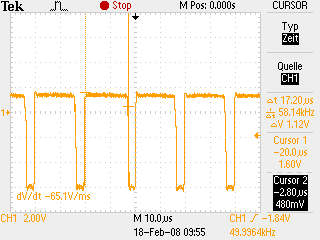 Tek Stop M Pos: 0.000s CURSOR
Typ
Zeit
Quelle
CH1
Δt 17.20µs
1/Δt 58.14kHz
ΔV 1.12V
Cursor 1
-20.0µs
1.60V
Cursor 2
-2.80µs
480mV
1
dV/dt -65.1V/ms
CH1 2.00V M 10.0µs CH1 -1.84V
18-Feb-08 09:55 49.9964kHz